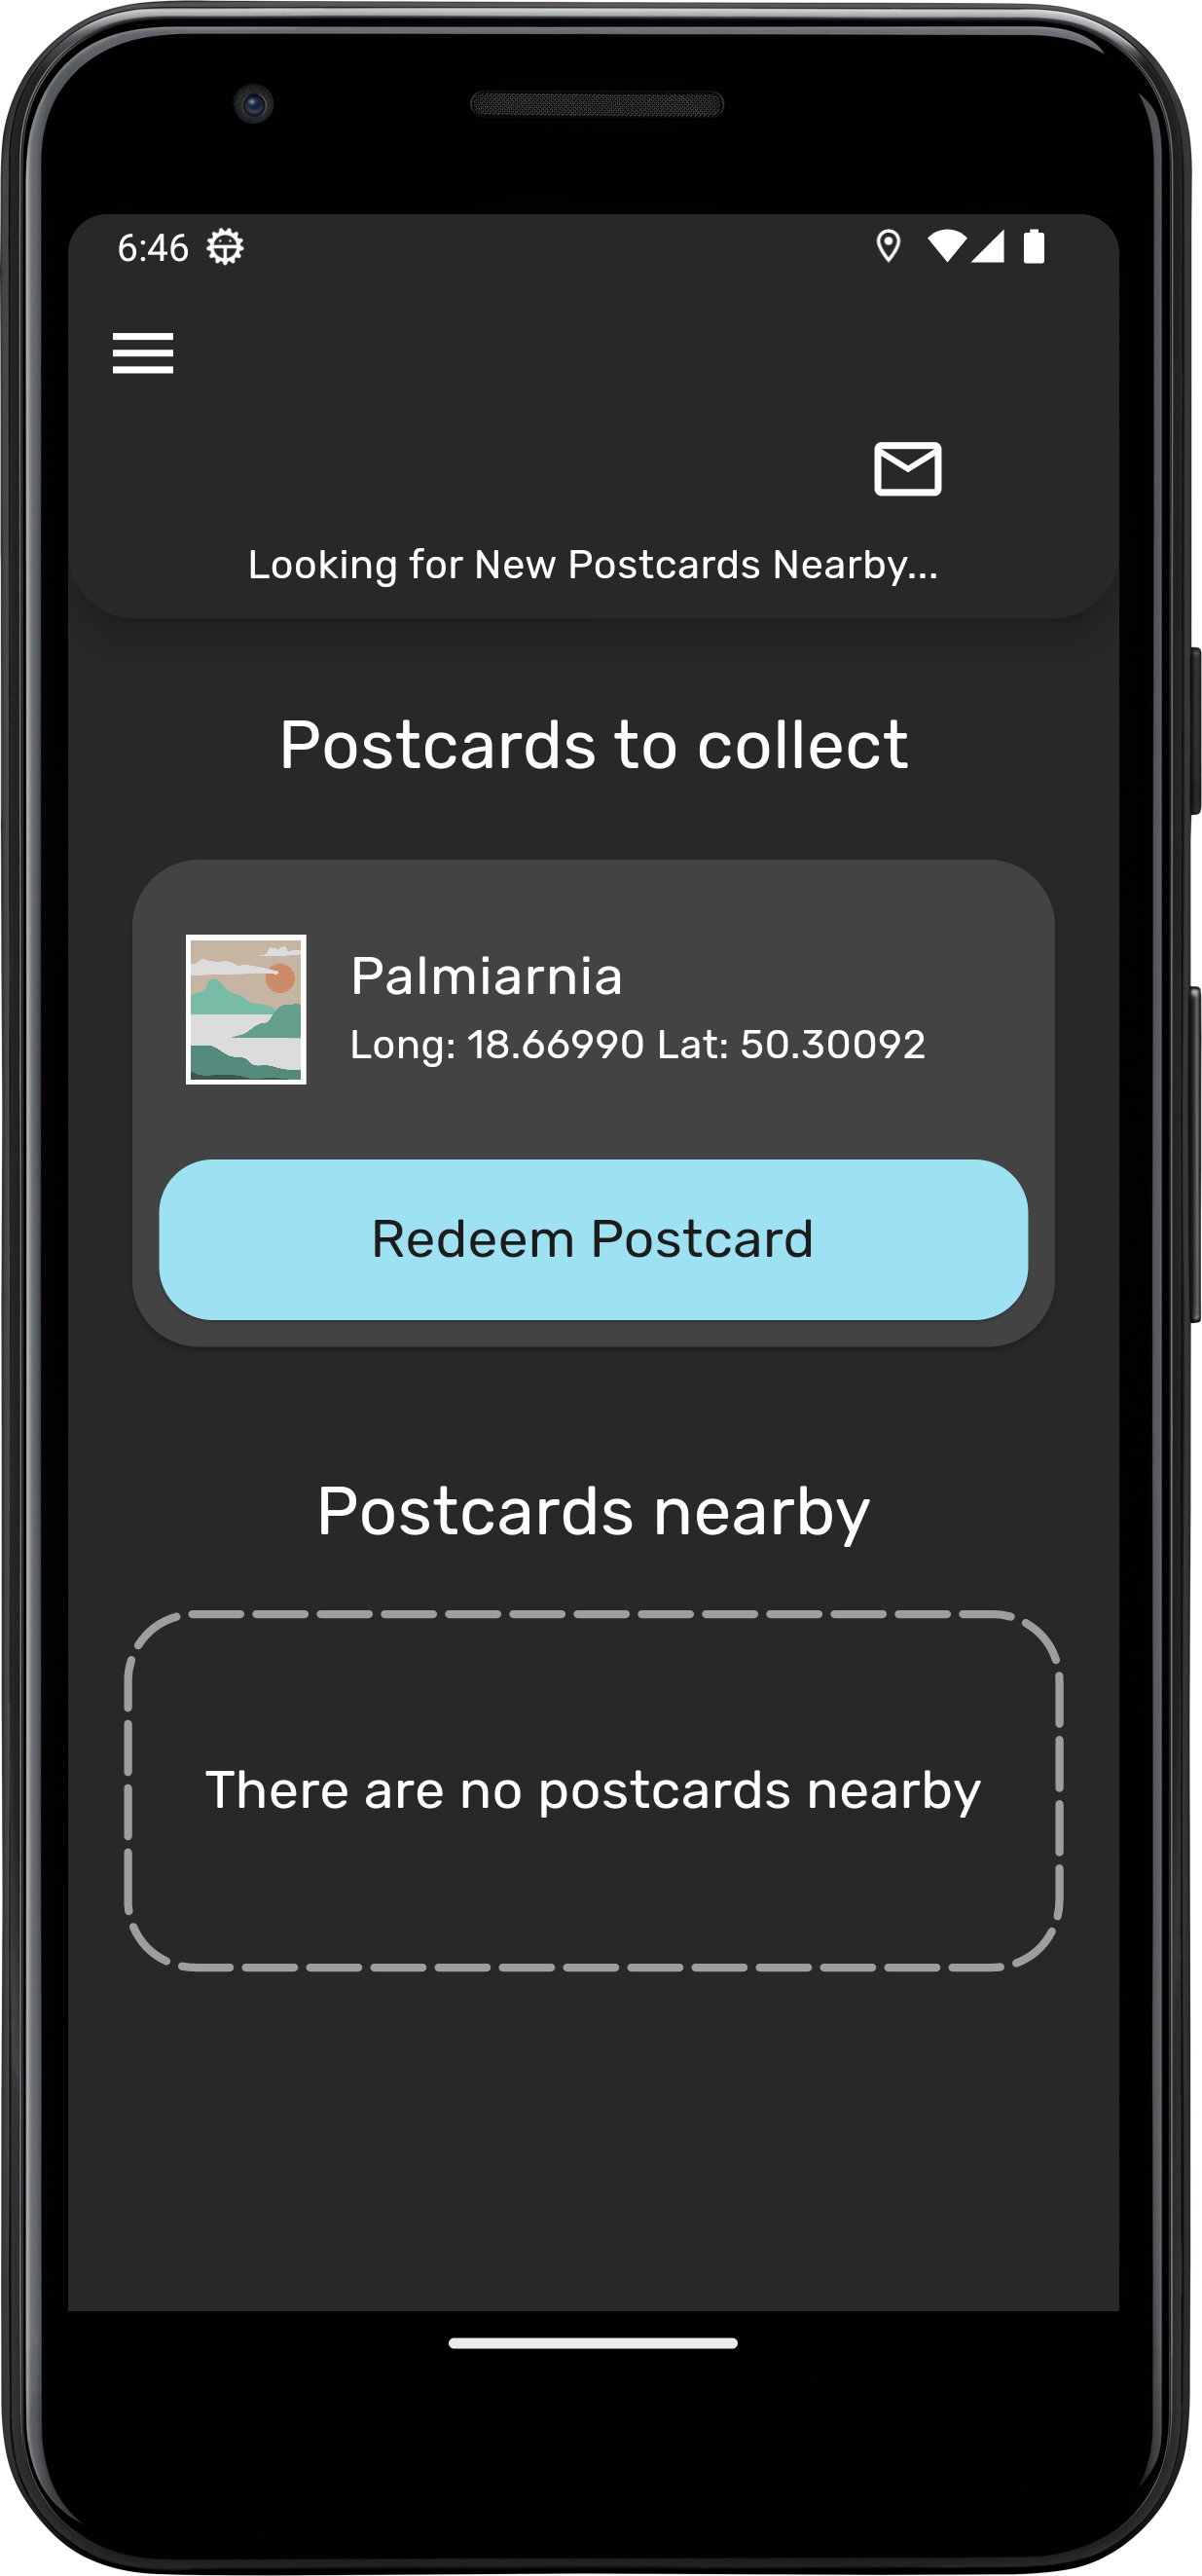 6:46
Looking for New Postcards Nearby...
Postcards to collect
Palmiarnia
Long: 18.66990 Lat: 50.30092
Redeem Postcard
Postcards nearby
There are no postcards nearby